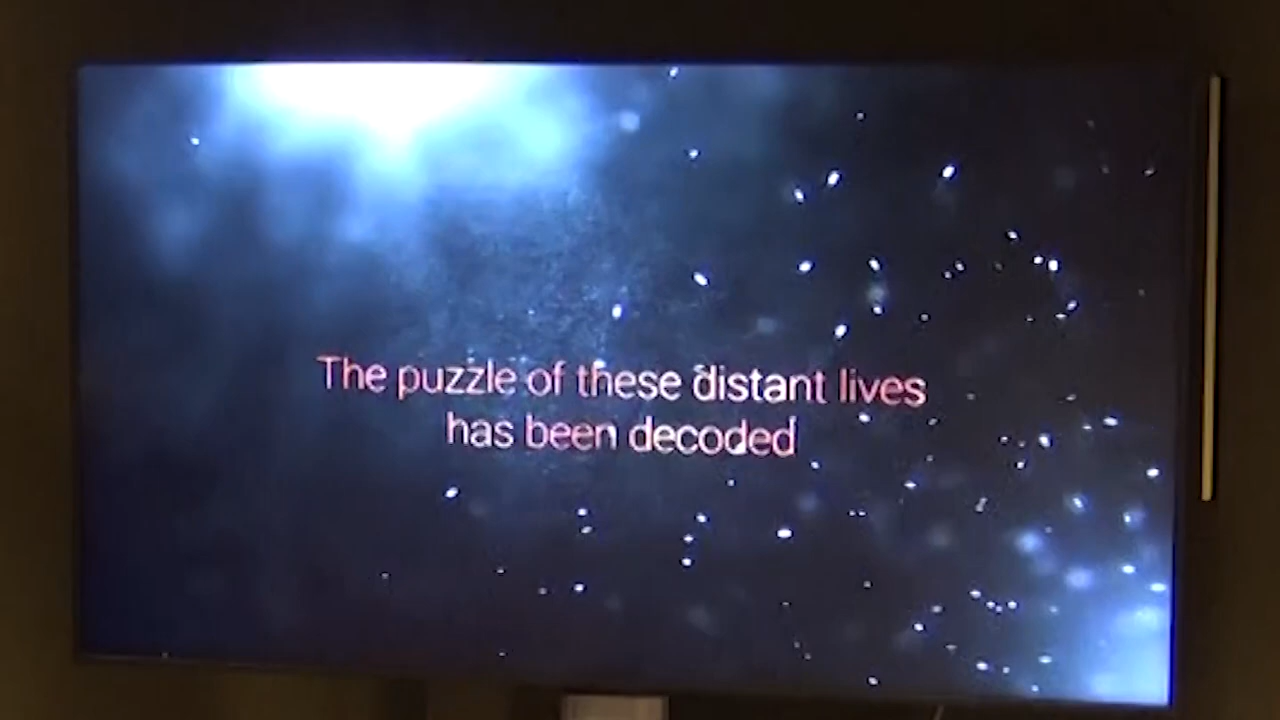 The puzzle of these distant lives
has been decoded